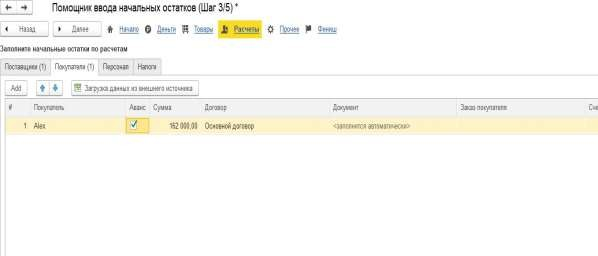 Помощник ввода начальных остатков (Шаг 3/5) *
Назад Далее Начало Деньги Товары Расчеты Прочее Финиш
Заполните начальные остатки по расчетам
Поставщики (1) Покупатели (1) Персонал Налоги
Add Загрузка данных из внешнего источника
# Покупатель Аванс Сумма Договор Документ Заказ покупателя Сче
1 Alex 162 000,00 Основной договор <заполнится автоматически>